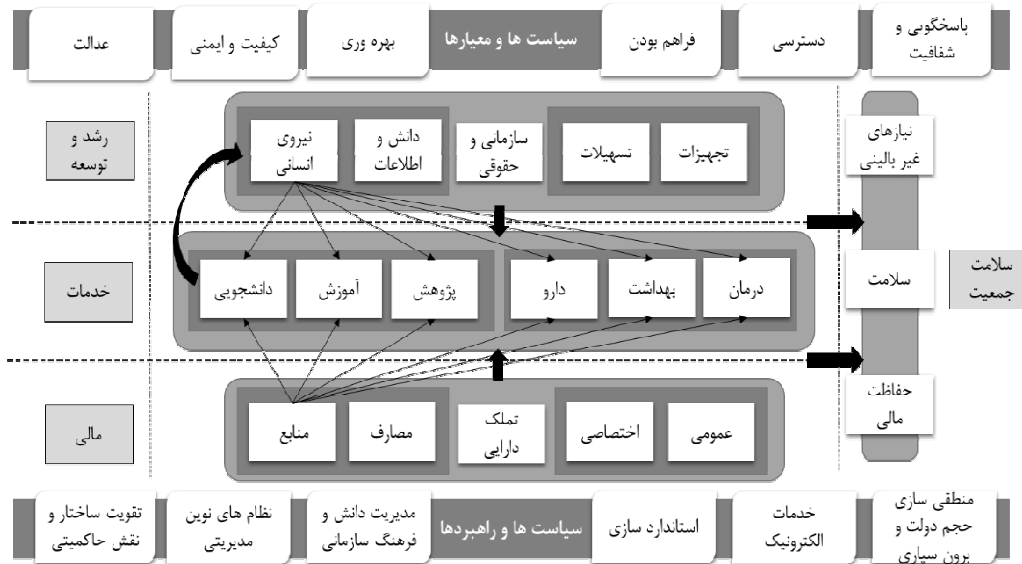 پاسخگویی و
شفافیت
دسترسی
فراهم بودن
سیاست ها و معیارها
بهره وری
کیفیت و ایمنی
عدالت
نیازهای
غیر بالینی
تجهیزات
تسهیلات
سازمانی و
حقوقی
دانش و
اطلاعات
نیروی
انسانی
رشد و
توسعه
سلامت
جمعیت
سلامت
درمان
بهداشت
دارو
پژوهش
آموزش
دانشجویی
خدمات
حفاظت
مالی
عمومی
اختصاصی
تملک
دارایی
مصارف
منابع
مالی
منطقی سازی
حجم دولت و
برون سپاری
خدمات
الکترونیک
استاندارد سازی
سیاست ها و راهبردها
مدیریت دانش و
فرهنگ سازمانی
نظام های نوین
مدیریتی
تقویت ساختار و
نقش حاکمیتی